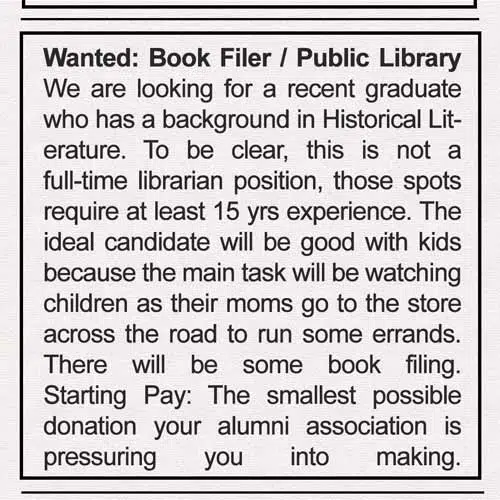 Wanted: Book Filer / Public Library
We are looking for a recent graduate
who has a background in Historical Lit-
erature. To be clear, this is not a
full-time librarian position, those spots
require at least 15 yrs experience. The
ideal candidate will be good with kids
because the main task will be watching
children as their moms go to the store
across the road to run some errands.
There will be some book filing.
Starting Pay: The smallest possible
donation your alumni association is
pressuring you into making.